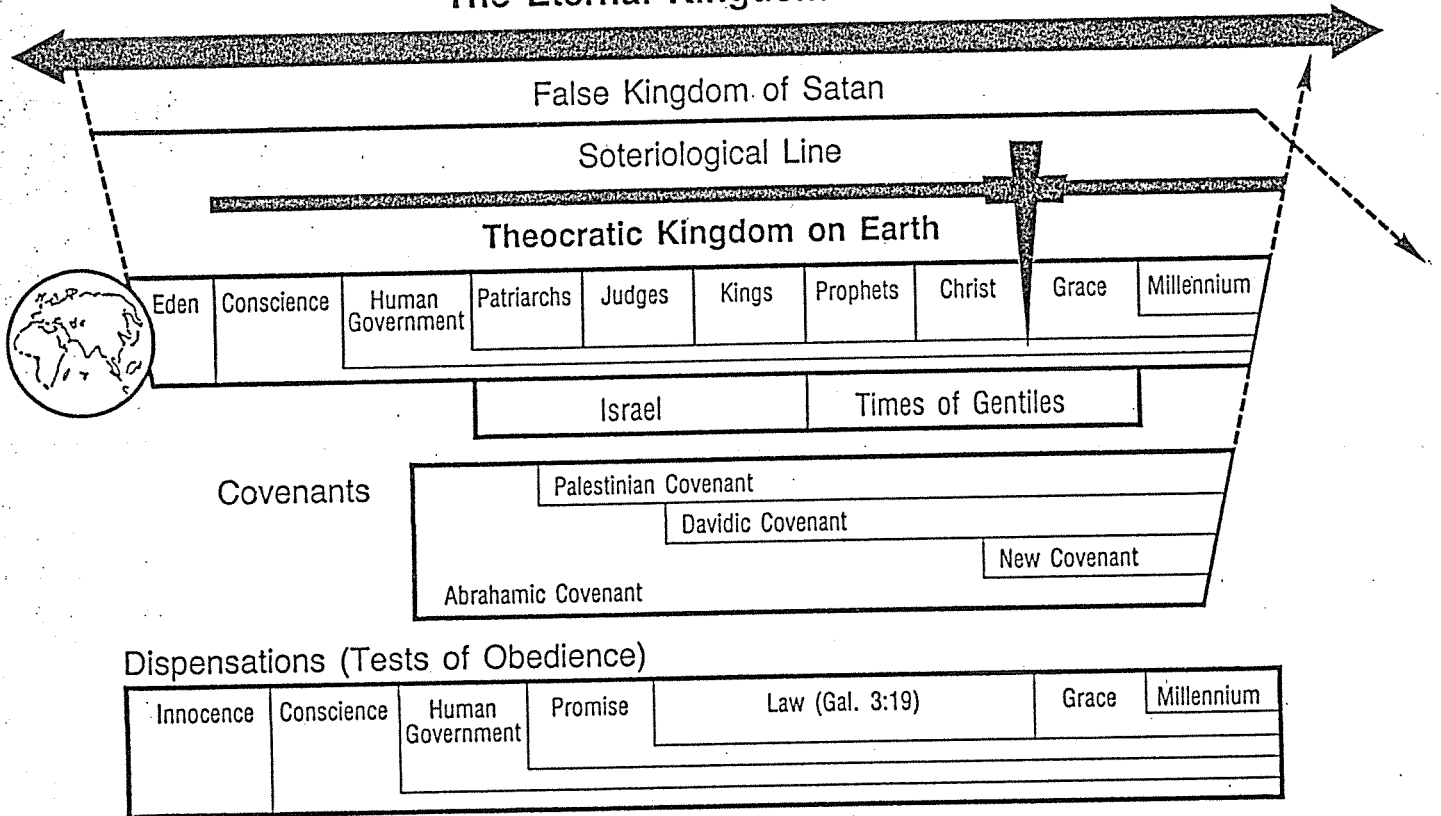 The Eternal Kingdom
False Kingdom of Satan
Soteriological Line
Theocratic Kingdom on Earth
Eden
Conscience
Human
Government
Patriarchs
Judges
Kings
Prophets
Christ
Grace
Millennium
Israel
Times of Gentiles
Covenants
Palestinian Covenant
Davidic Covenant
New Covenant
Abrahamic Covenant
Dispensations (Tests of Obedience)
Innocence
Conscience
Human
Government
Promise
Law (Gal. 3:19)
Grace
Millennium